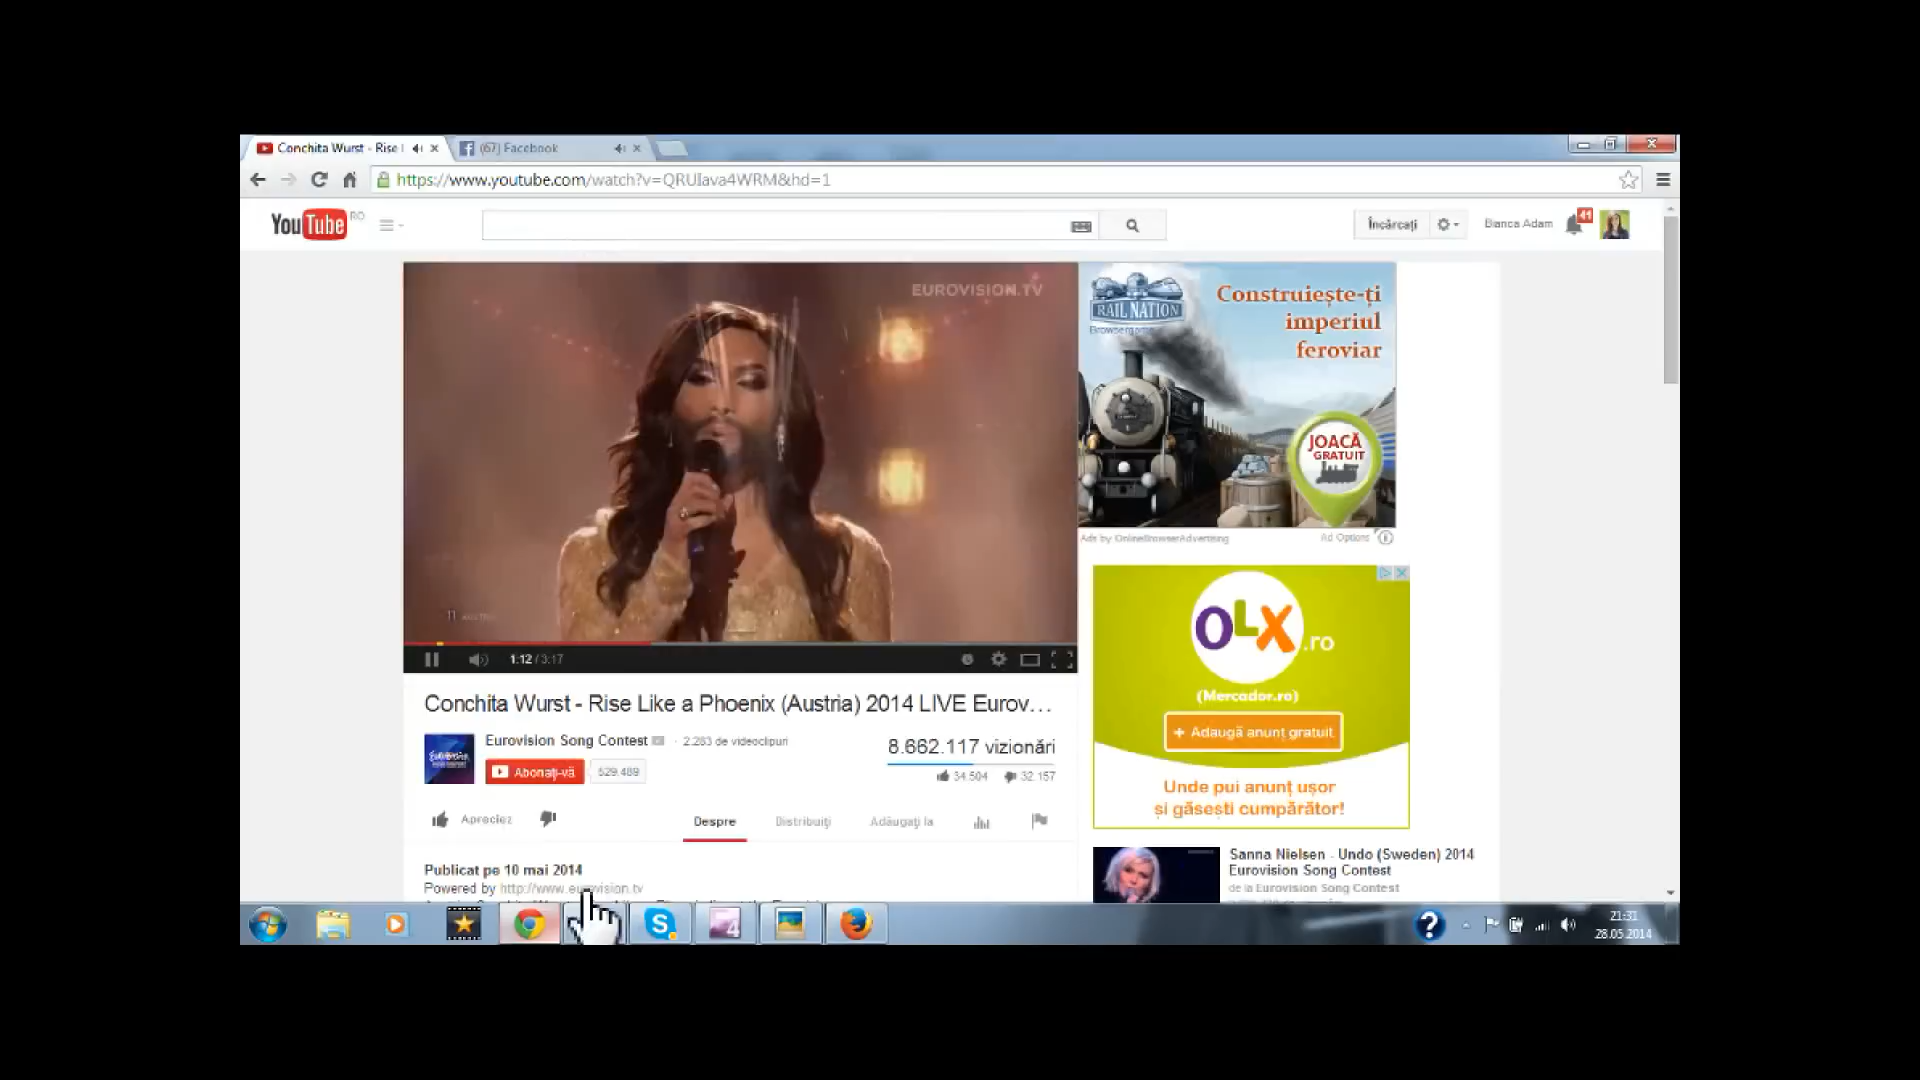 Conchita Wurst - Rise
(67) Facebook
https://www.youtube.com/watch?v=QRUIava4WRM&hd=1
YouTube RO
Încărcați
Bianca Adam
41
EUROVISION.TV
11
1:12 / 3:17
RAIL NATION
Construiește-ți
imperiul
feroviar
JOACĂ
GRATUIT
Ads by OnlineBrowserAdvertising
Ad Options
OLX.ro
(Mercador.ro)
+ Adaugă anunț gratuit
Unde pui anunț ușor
și găsești cumpărător!
Conchita Wurst - Rise Like a Phoenix (Austria) 2014 LIVE Eurov...
Eurovision Song Contest · 2.283 de videoclipuri
8.662.117 vizionări
Abonați-vă 529.489
34.504 32.157
Apreciez
Despre
Distribuiți
Adăugați la
Publicat pe 10 mai 2014
Powered by http://www.eurovision.tv
Sanna Nielsen - Undo (Sweden) 2014
Eurovision Song Contest
de la Eurovision Song Contest
21:31
28.05.2014